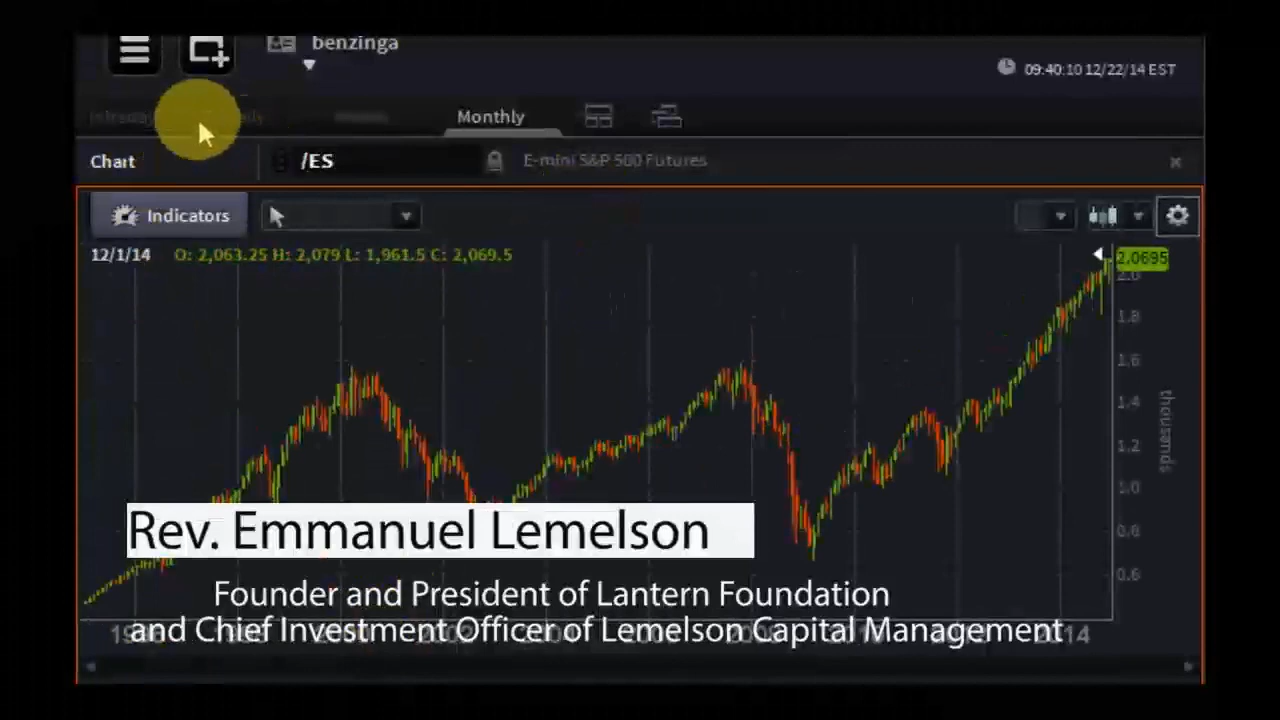 benzinga
09:40:10 12/22/14 EST
Monthly
Chart /ES E-mini S&P 500 Futures
Indicators
12/1/14 O: 2,063.25 H: 2,079 L: 1,961.5 C: 2,069.5
2.0695
2.0
1.8
1.6
1.4
1.2
1.0
0.8
0.6
thousands
Rev. Emmanuel Lemelson
Founder and President of Lantern Foundation
and Chief Investment Officer of Lemelson Capital Management
2014